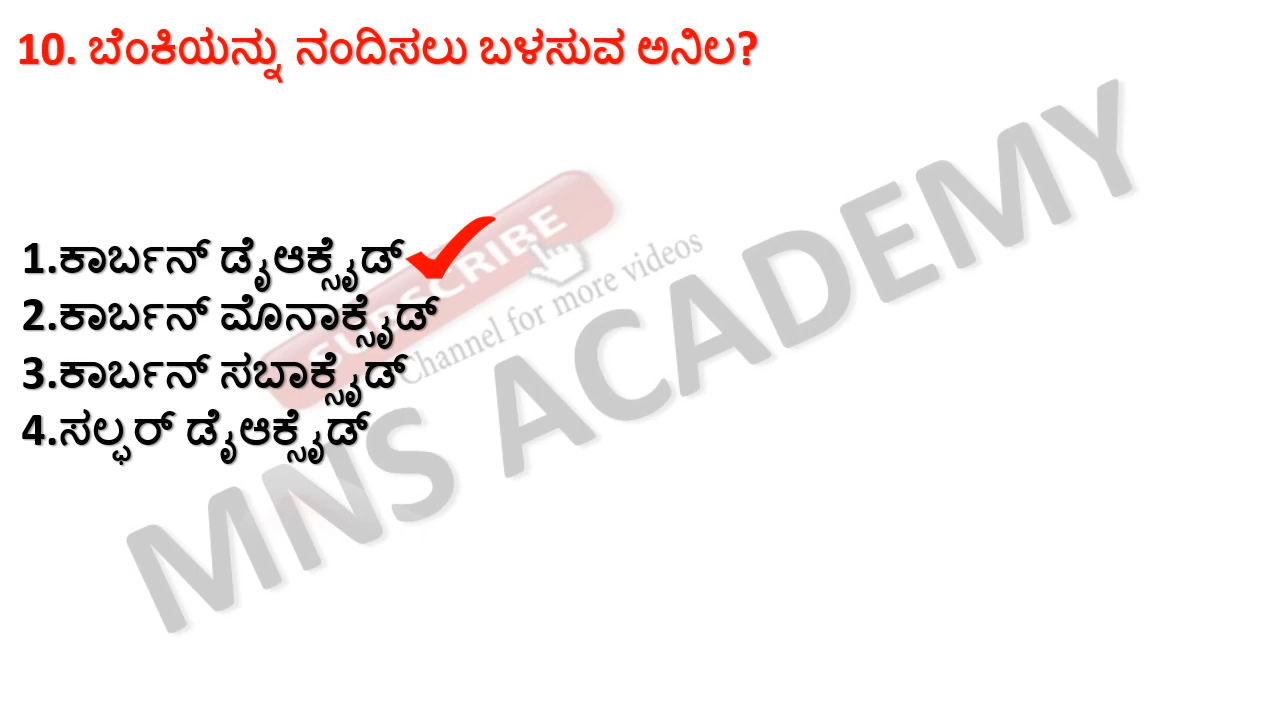 10. ಬೆಂಕಿಯನ್ನು ನಂದಿಸಲು ಬಳಸುವ ಅನಿಲ?
1.ಕಾರ್ಬನ್ ಡೈಆಕ್ಸೈಡ್
2.ಕಾರ್ಬನ್ ಮೊನಾಕ್ಸೈಡ್
3.ಕಾರ್ಬನ್ ಸಬಾಕ್ಸೈಡ್
4.ಸಲ್ಫರ್ ಡೈಆಕ್ಸೈಡ್
SUBSCRIBE
Channel for more videos
MNS ACADEMY